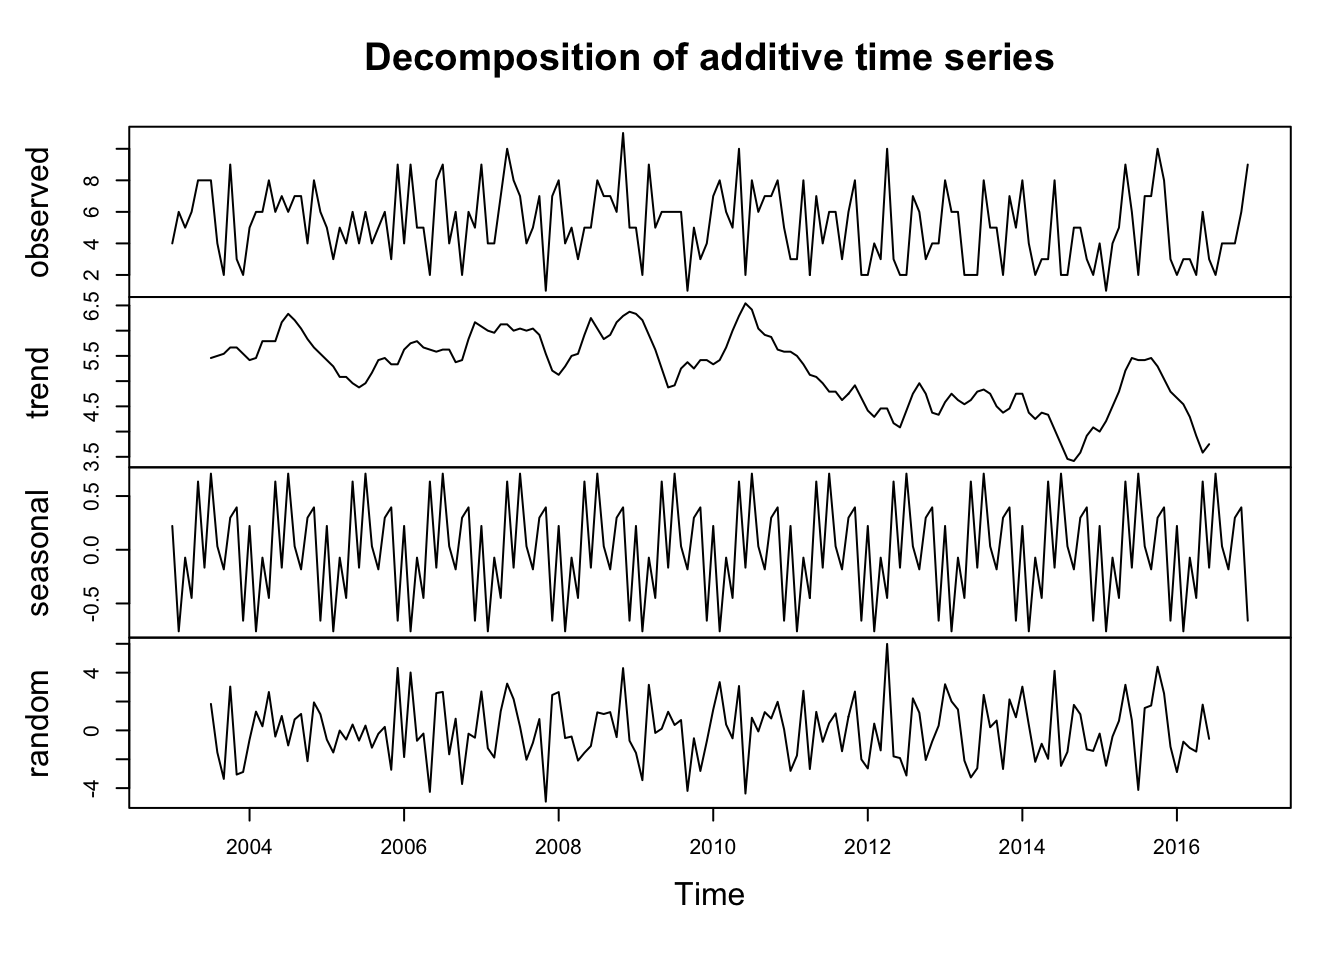 Decomposition of additive time series
observed
2 4 6 8
trend
3.5 4.5 5.5 6.5
seasonal
-0.5 0.0 0.5
random
-4 0 4
2004 2006 2008 2010 2012 2014 2016
Time